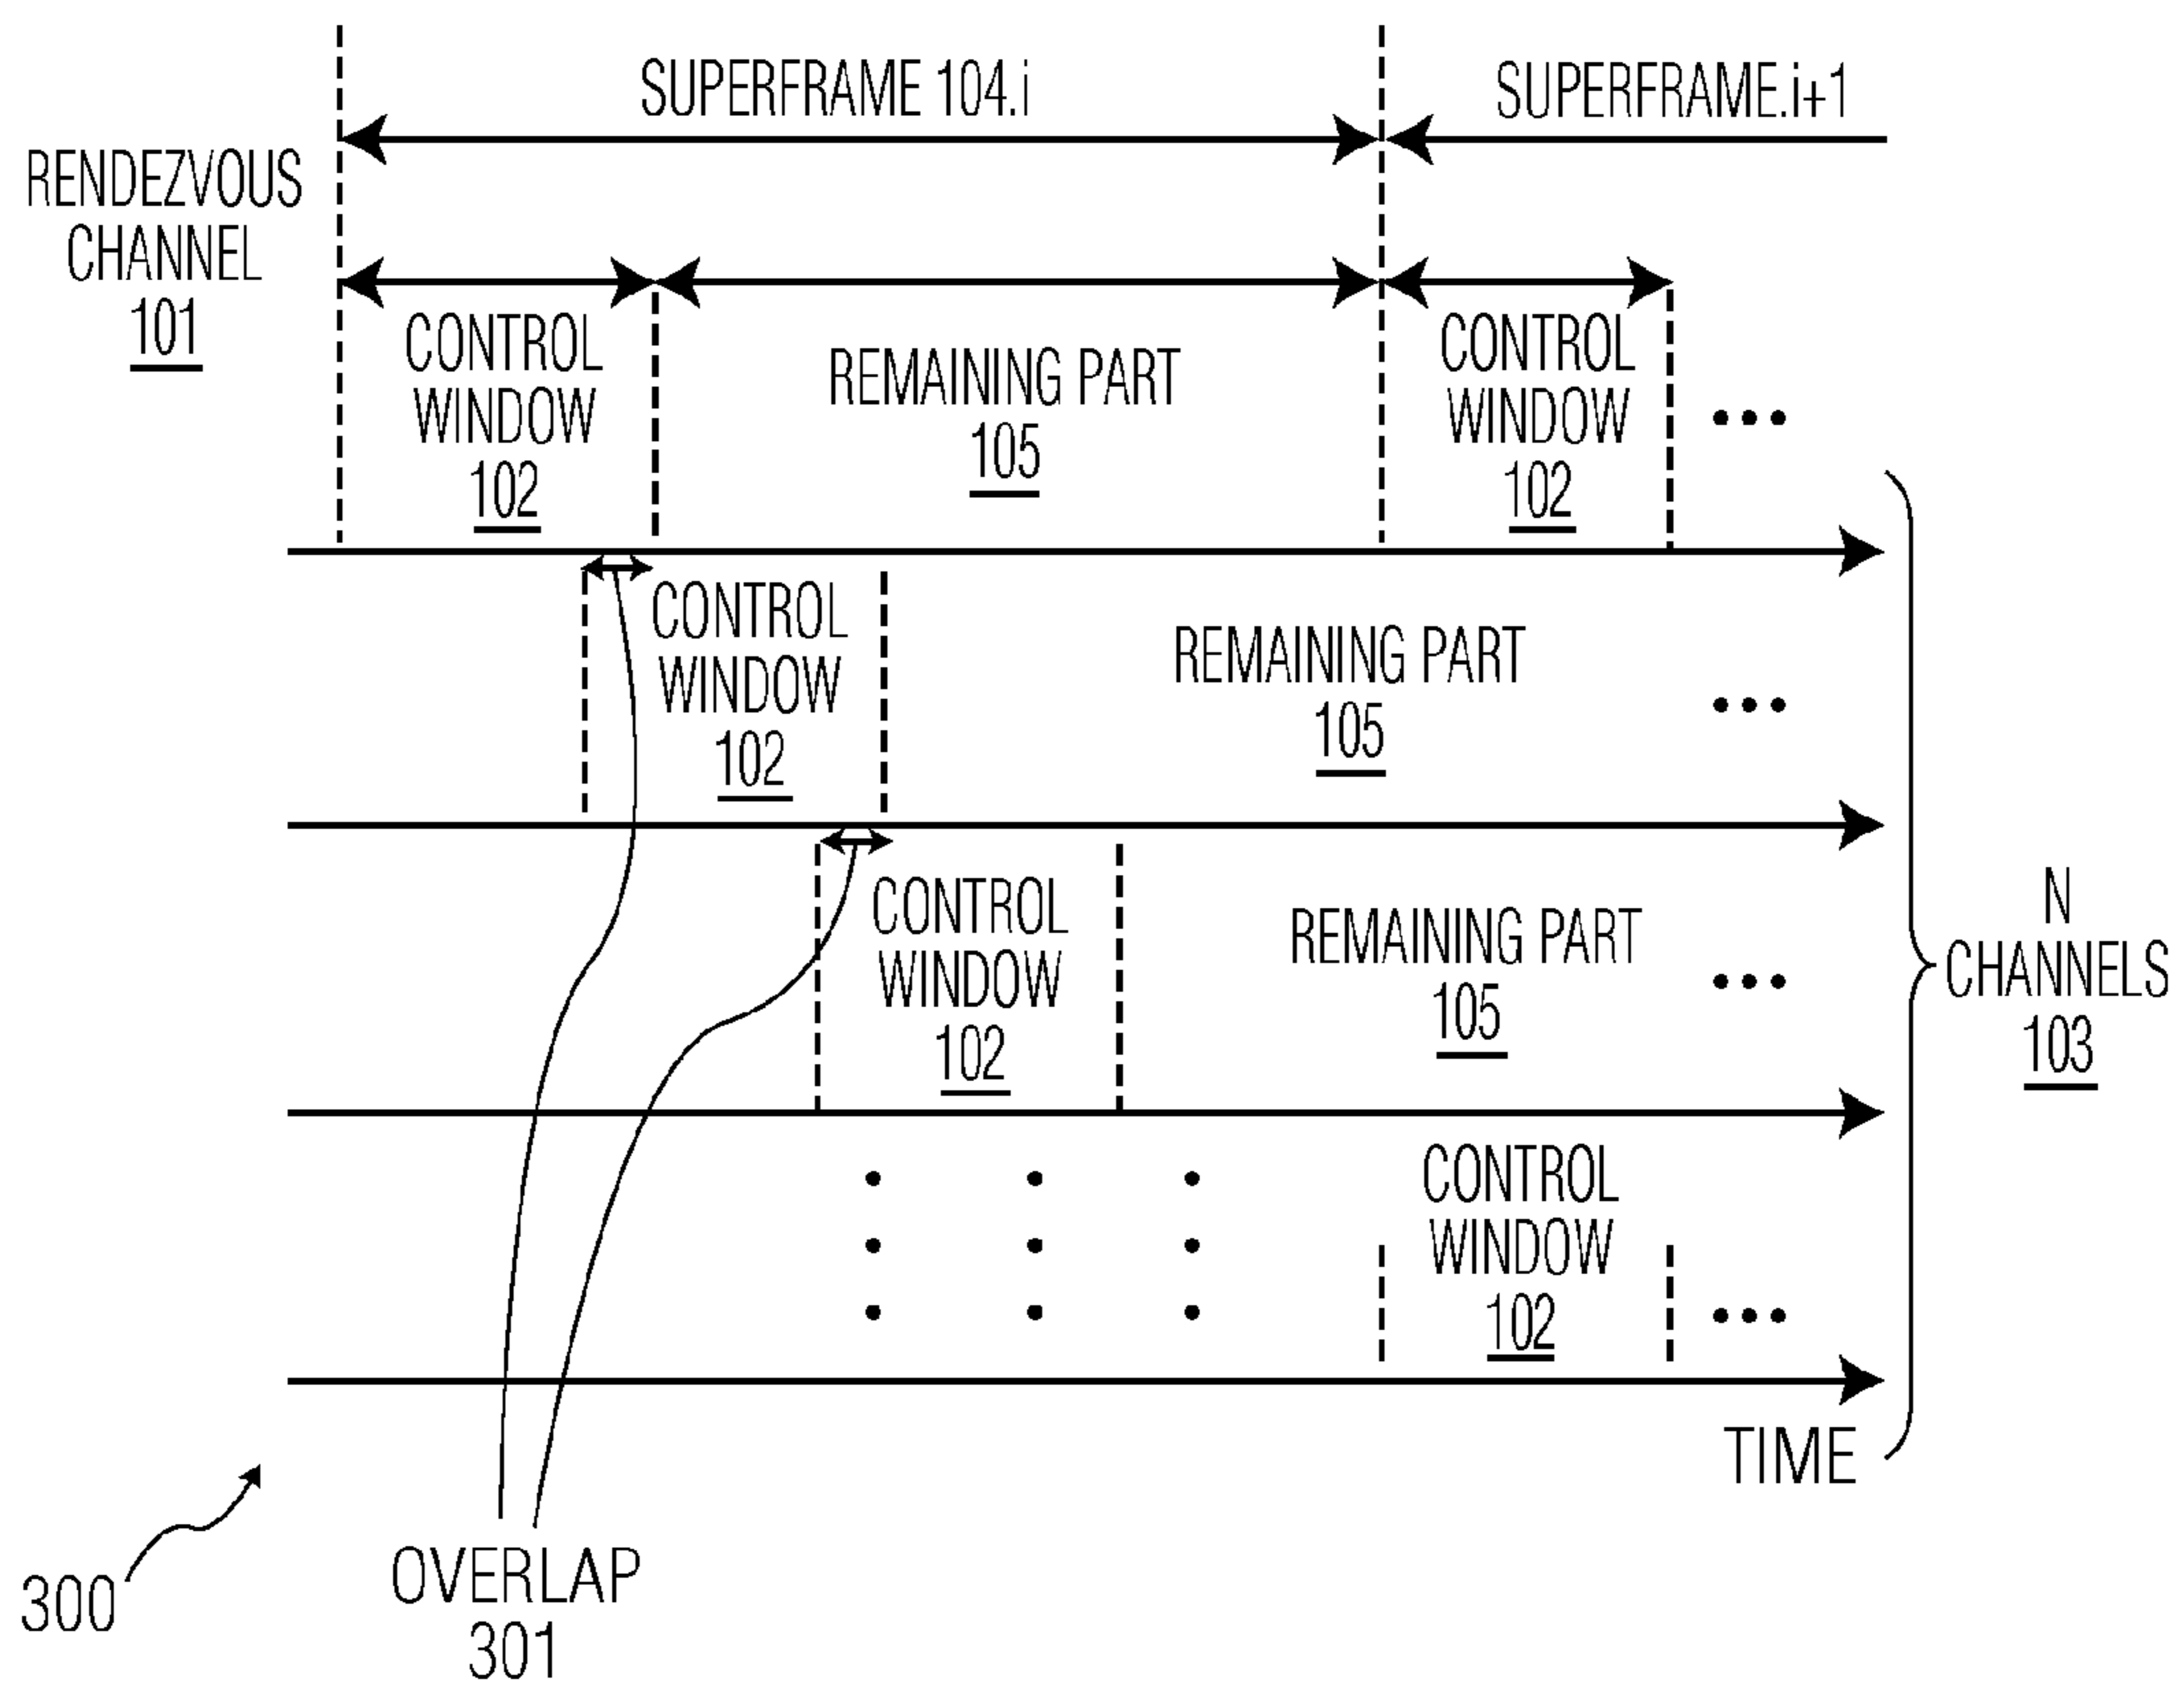 SUPERFRAME 104.i
SUPERFRAME.i+1
RENDEZVOUS
CHANNEL
101
CONTROL
WINDOW
102
REMAINING PART
105
CONTROL
WINDOW
102
CONTROL
WINDOW
102
REMAINING PART
105
CONTROL
WINDOW
102
REMAINING PART
105
N
CHANNELS
103
CONTROL
WINDOW
102
TIME
300
OVERLAP
301